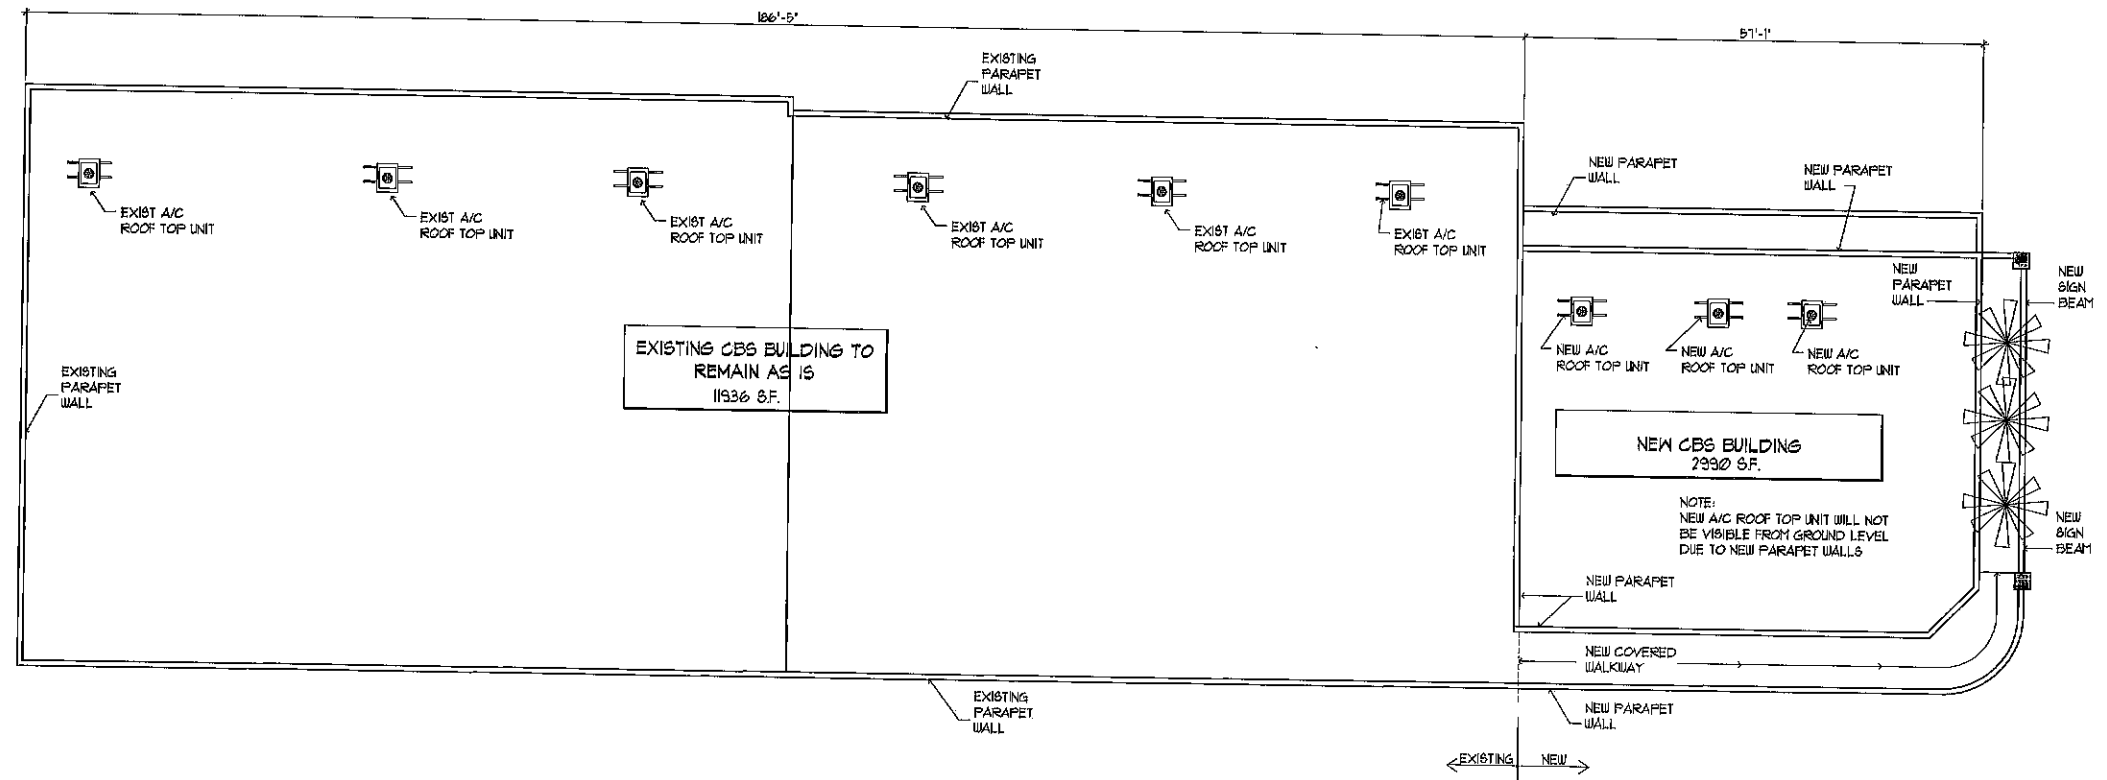 186'-5"
57'-1"
EXISTING
PARAPET
WALL
NEW PARAPET
WALL
NEW PARAPET
WALL
EXIST A/C
ROOF TOP UNIT
EXIST A/C
ROOF TOP UNIT
EXIST A/C
ROOF TOP UNIT
EXIST A/C
ROOF TOP UNIT
EXIST A/C
ROOF TOP UNIT
EXIST A/C
ROOF TOP UNIT
NEW
PARAPET
WALL
NEW
SIGN
BEAM
EXISTING CBS BUILDING TO
REMAIN AS IS
11936 S.F.
NEW A/C
ROOF TOP UNIT
NEW A/C
ROOF TOP UNIT
NEW A/C
ROOF TOP UNIT
EXISTING
PARAPET
WALL
NEW CBS BUILDING
2990 S.F.
NOTE:
NEW A/C ROOF TOP UNIT WILL NOT
BE VISIBLE FROM GROUND LEVEL
DUE TO NEW PARAPET WALLS
NEW
SIGN
BEAM
NEW PARAPET
WALL
NEW COVERED
WALKWAY
EXISTING
PARAPET
WALL
NEW PARAPET
WALL
EXISTING NEW